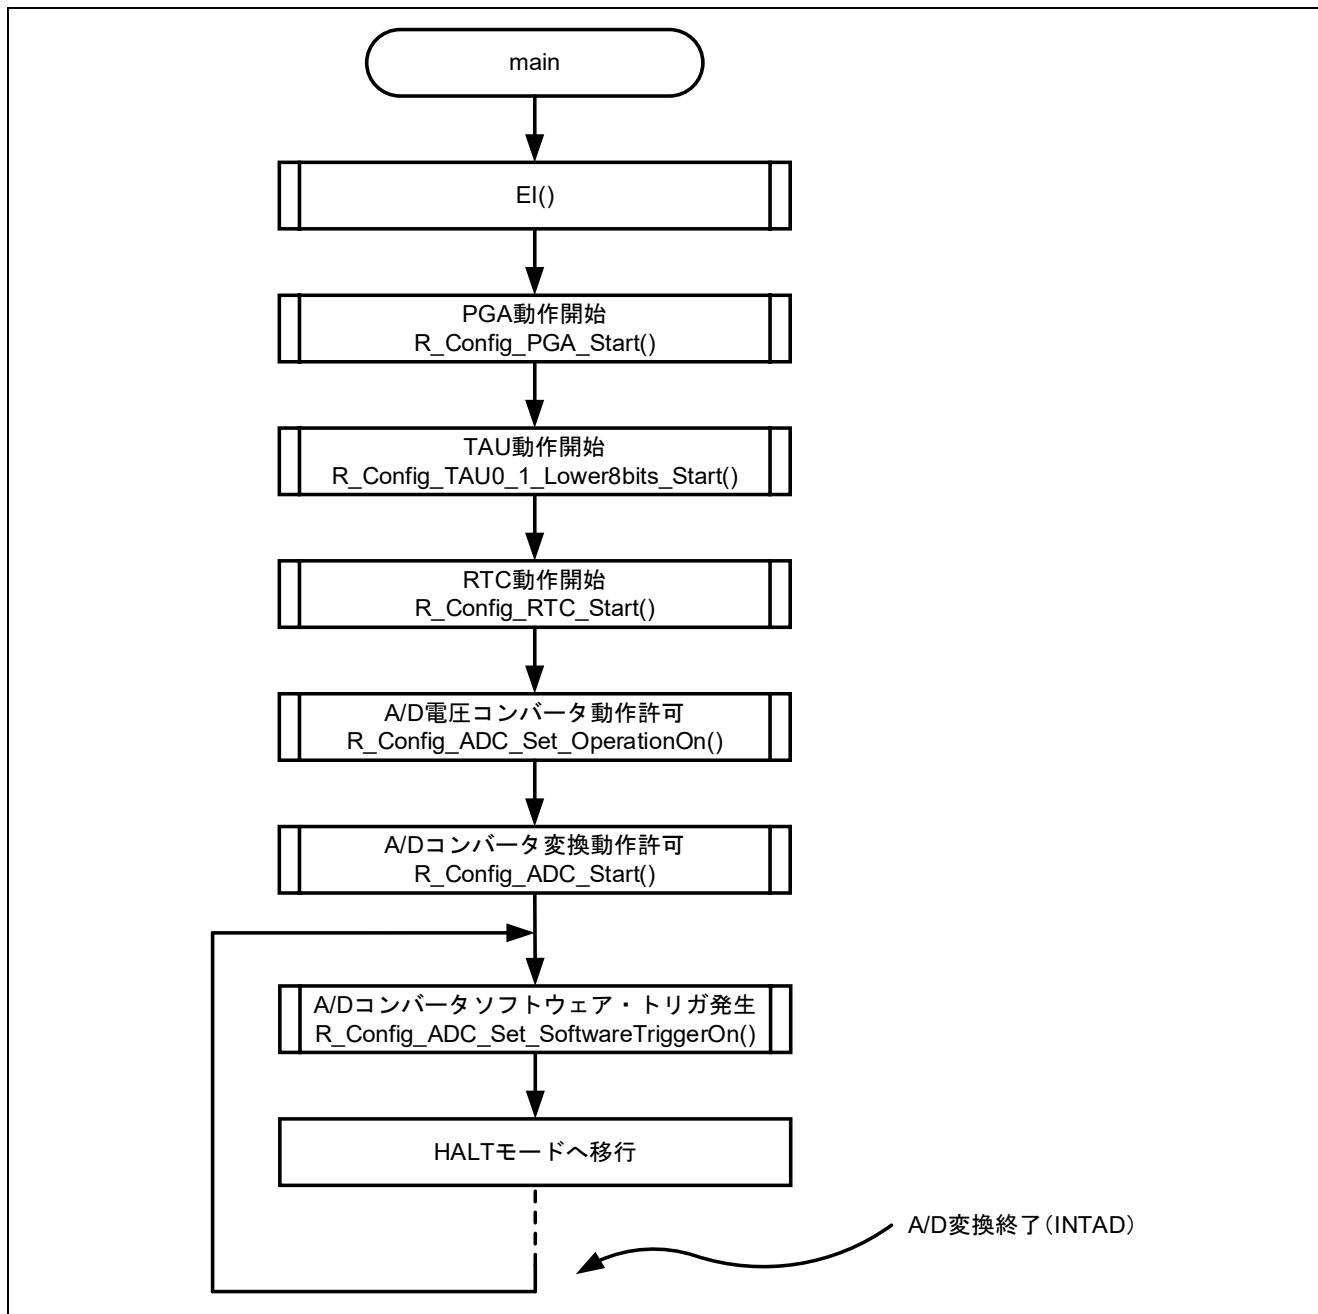 main
EI()
PGA動作開始
R_Config_PGA_Start()
TAU動作開始
R_Config_TAU0_1_Lower8bits_Start()
RTC動作開始
R_Config_RTC_Start()
A/D電圧コンバータ動作許可
R_Config_ADC_Set_OperationOn()
A/Dコンバータ変換動作許可
R_Config_ADC_Start()
A/Dコンバータソフトウェア・トリガ発生
R_Config_ADC_Set_SoftwareTriggerOn()
HALTモードへ移行
A/D変換終了（INTAD）